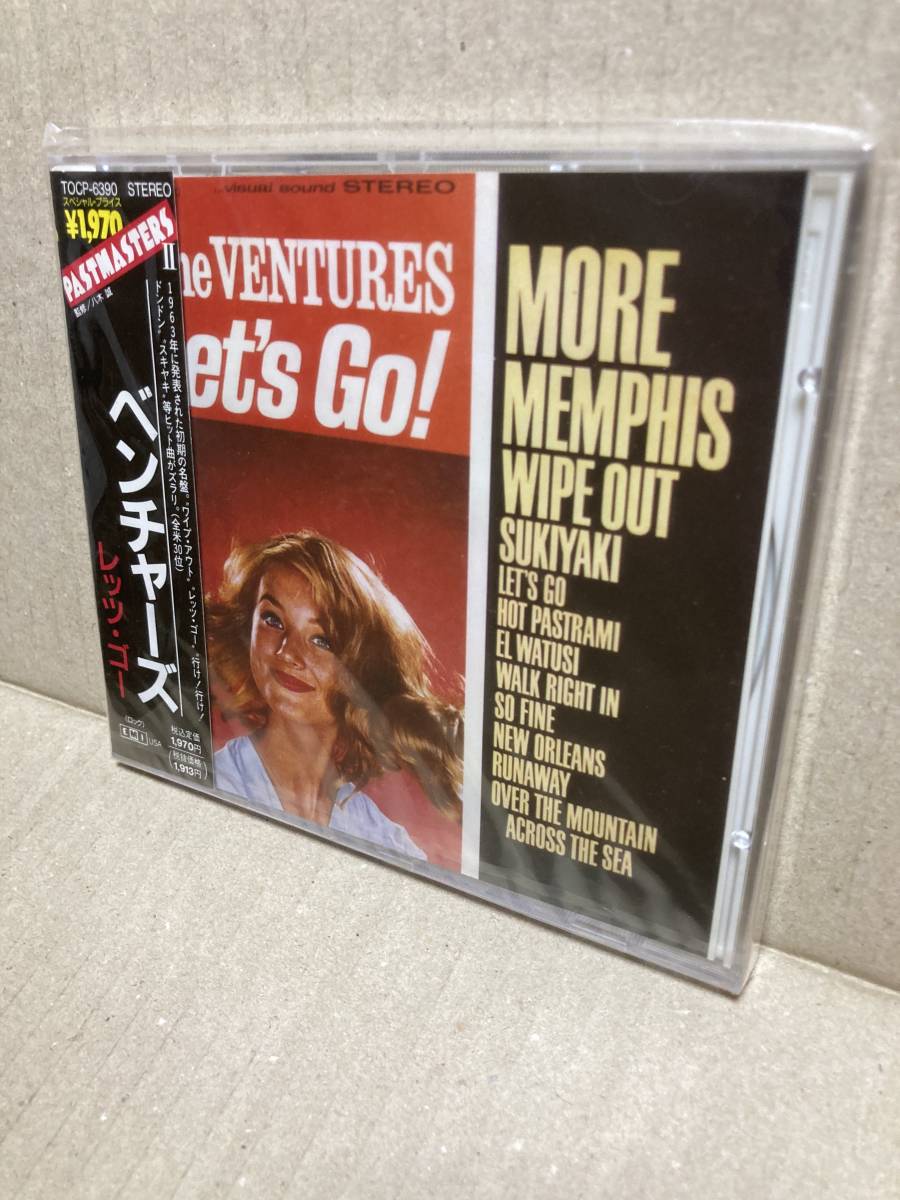 TOCP-6390 STEREO
スペシャル・プライス
¥1,970
PASTMASTERS
II
監修/八木 誠
1963年に発表された初期の名盤。"ワイプ・アウト""レッツ・ゴー""行け!行け!
ドンドン""スキヤキ"等ヒット曲がズラリ。(全米30位)
ベンチャーズ
レッツ・ゴー
(ロック)
EMI USA
税込定価
1,970円
(税抜価格
1,913円)
visual sound STEREO
he VENTURES
et's Go!
MORE
MEMPHIS
WIPE OUT
SUKIYAKI
LET'S GO
HOT PASTRAMI
EL WATUSI
WALK RIGHT IN
SO FINE
NEW ORLEANS
RUNAWAY
OVER THE MOUNTAIN
ACROSS THE SEA